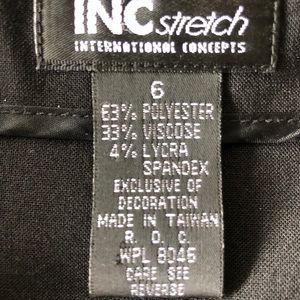 INC stretch
INTERNATIONAL CONCEPTS
6
63% POLYESTER
33% VISCOSE
4% LYCRA
SPANDEX
EXCLUSIVE OF
DECORATION
MADE IN TAIWAN
R. O. C.
WPL 8046
CARE SEE
REVERSE